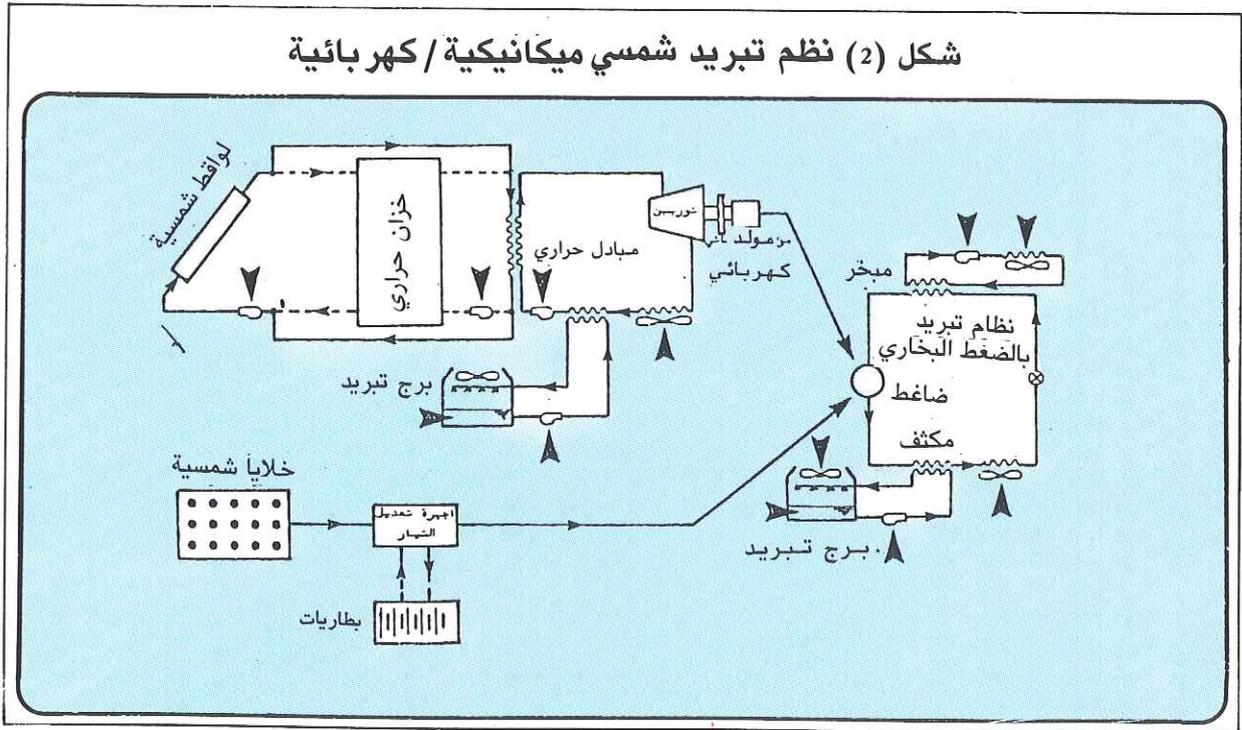 شكل (2) نظم تبريد شمسي ميكانيكية / كهربائية
لواقط شمسية
خزان حراري
مبادل حراري
توربين
مولد
كهربائي
مبخر
نظام تبريد
بالضغط البخاري
ضاغط
مكثف
برج تبريد
برج تبريد
خلايا شمسية
اجهزة تعديل
التيار
بطاريات